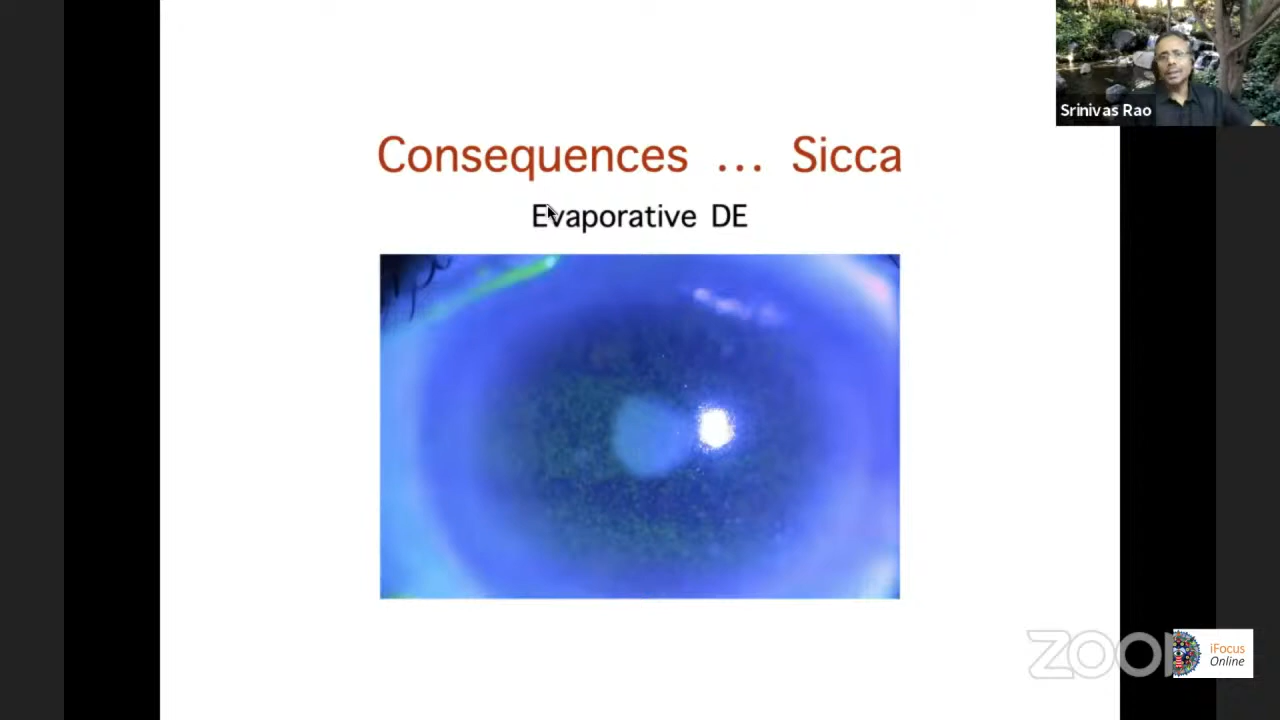 Srinivas Rao
Consequences ... Sicca
Evaporative DE
ZOOM
iFocus
Online